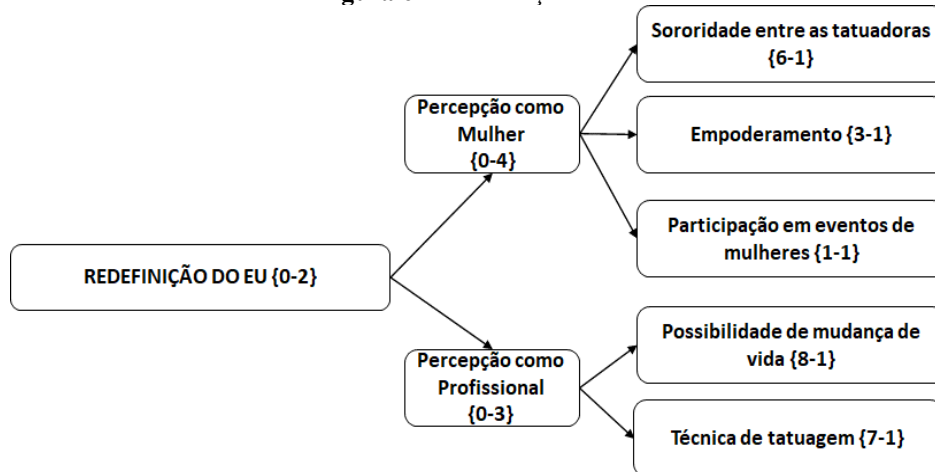 Sororidade entre as tatuadoras
{6-1}
Percepção como
Mulher
{0-4}
Empoderamento {3-1}
Participação em eventos de
mulheres {1-1}
REDEFINIÇÃO DO EU {0-2}
Possibilidade de mudança de
vida {8-1}
Percepção como
Profissional
{0-3}
Técnica de tatuagem {7-1}